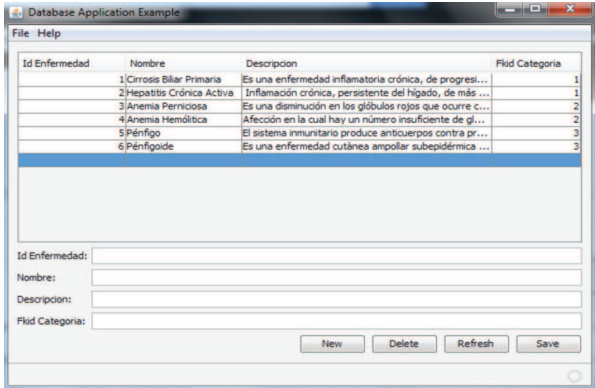 Database Application Example
File Help
Id Enfermedad Nombre Descripcion Fkid Categoria
1 Cirrosis Biliar Primaria Es una enfermedad inflamatoria crónica, de progresi... 1
2 Hepatitis Crónica Activa Inflamación crónica, persistente del hígado, de más ... 1
3 Anemia Perniciosa Es una disminución en los glóbulos rojos que ocurre c... 2
4 Anemia Hemólitica Afección en la cual hay un número insuficiente de gl... 2
5 Pénfigo El sistema inmunitario produce anticuerpos contra pr... 3
6 Pénfigoide Es una enfermedad cutànea ampollar subepidérmica ... 3
Id Enfermedad:
Nombre:
Descripcion:
Fkid Categoria:
New Delete Refresh Save